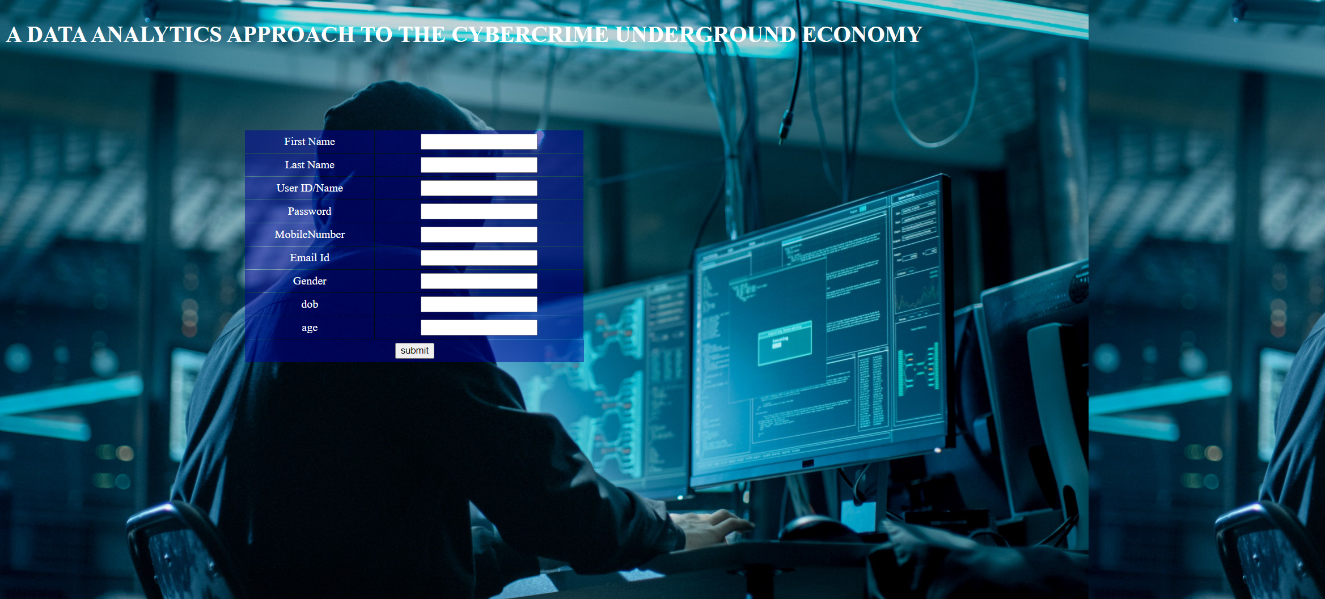 A DATA ANALYTICS APPROACH TO THE CYBERCRIME UNDERGROUND ECONOMY
First Name
Last Name
User ID/Name
Password
MobileNumber
Email Id
Gender
dob
age
submit